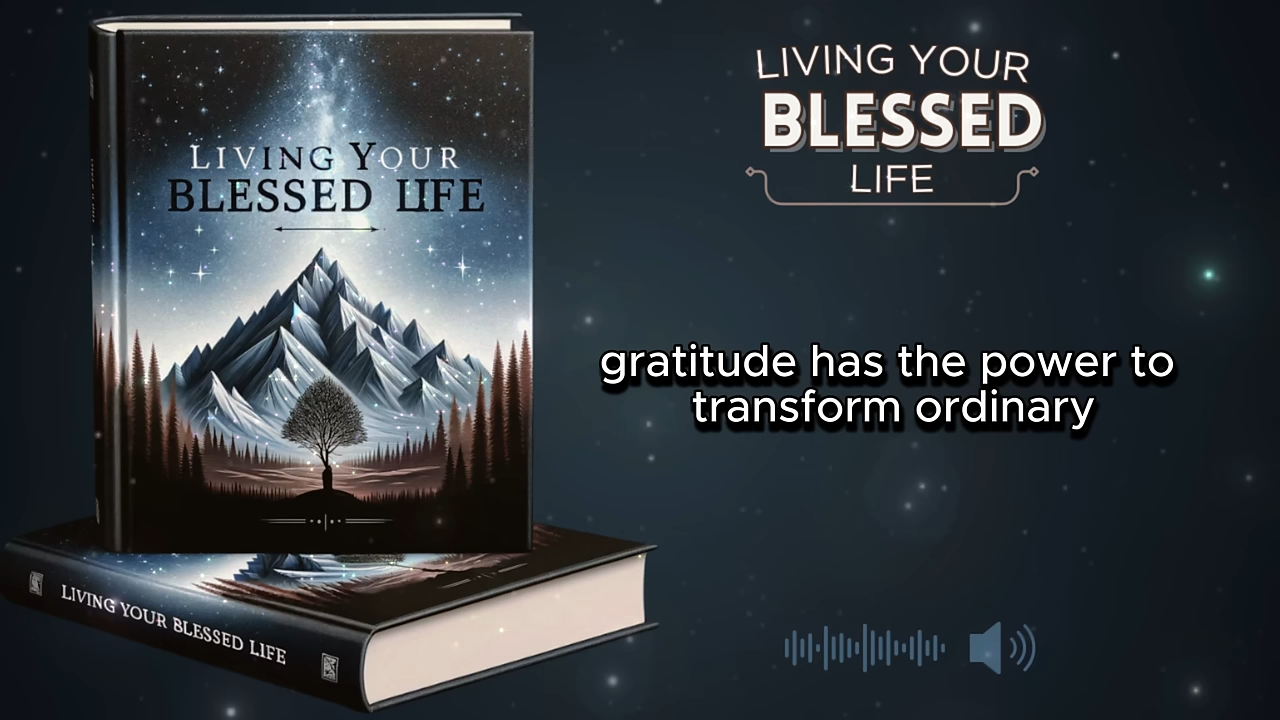 LIVING YOUR
BLESSED LIFE
LIVING YOUR BLESSED LIFE
LIVING YOUR
BLESSED
LIFE
gratitude has the power to
transform ordinary